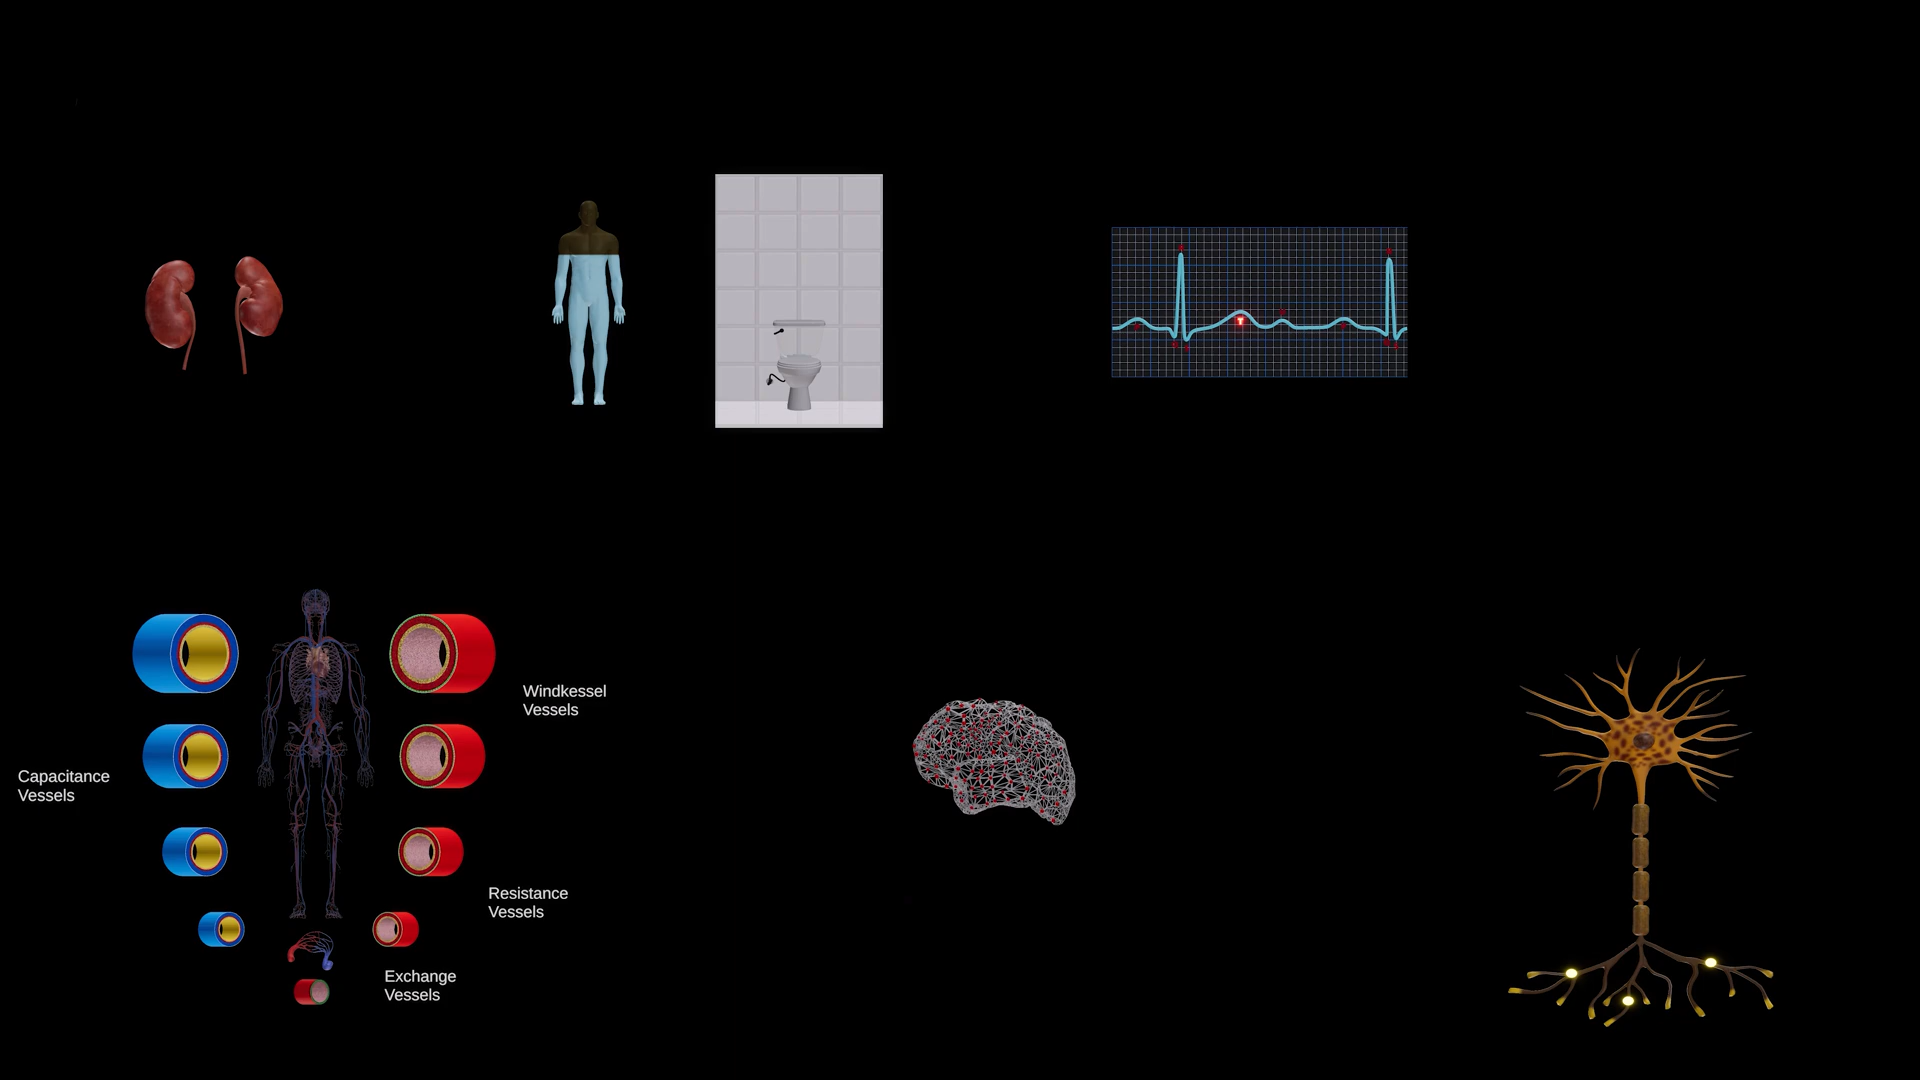 T
Windkessel
Vessels
Capacitance
Vessels
Resistance
Vessels
Exchange
Vessels